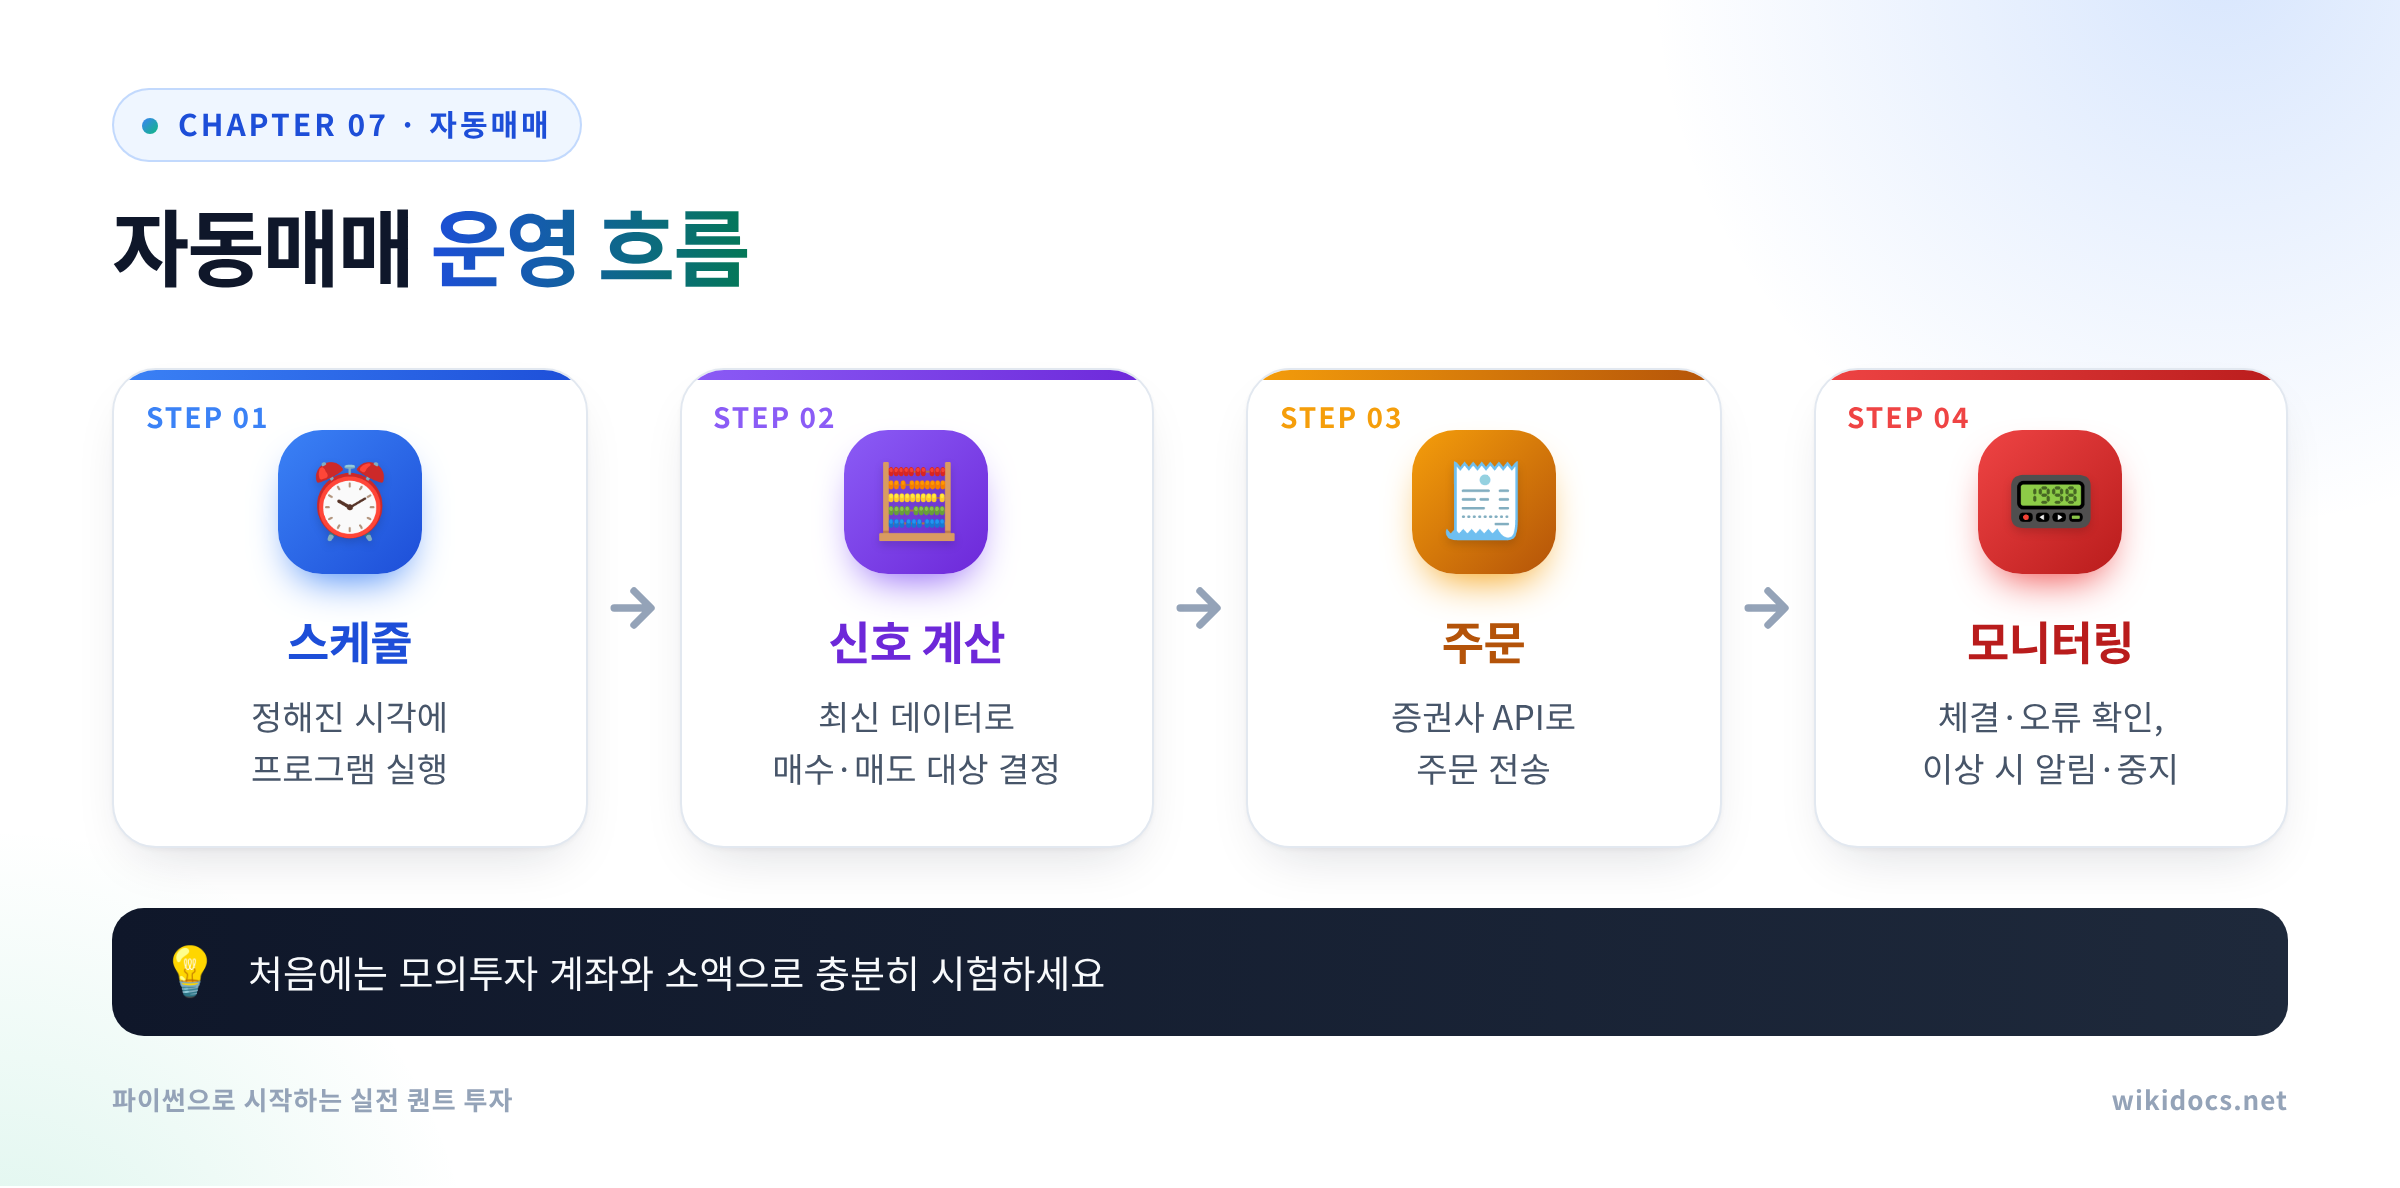 CHAPTER 07 · 자동매매
자동매매 운영 흐름
STEP 01
스케줄
정해진 시각에
프로그램 실행
STEP 02
신호 계산
최신 데이터로
매수·매도 대상 결정
STEP 03
주문
증권사 API로
주문 전송
STEP 04
모니터링
체결·오류 확인,
이상 시 알림·중지
처음에는 모의투자 계좌와 소액으로 충분히 시험하세요
파이썬으로 시작하는 실전 퀀트 투자
wikidocs.net